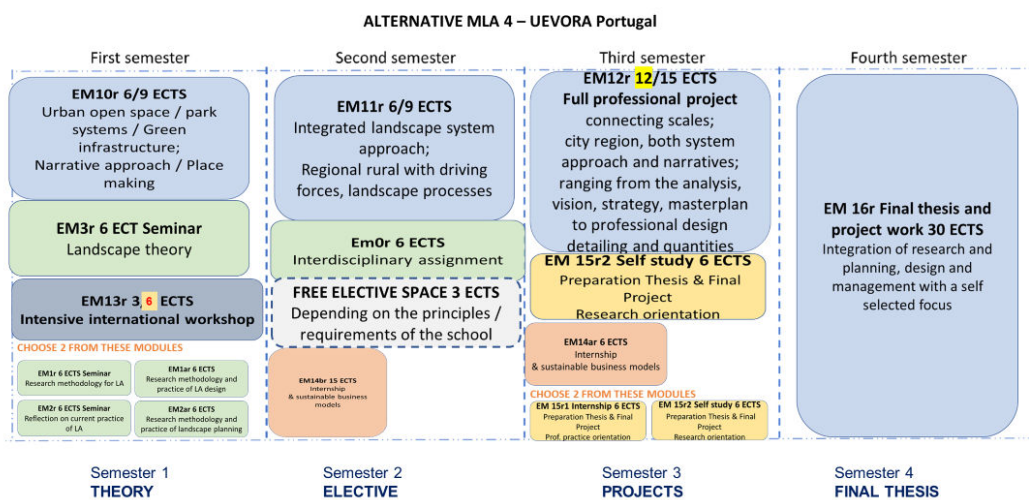 ALTERNATIVE MLA 4 – UEVORA Portugal
First semester
EM10r 6/9 ECTS
Urban open space / park
systems / Green
infrastructure;
Narrative approach / Place
making
EM3r 6 ECT Seminar
Landscape theory
EM13r 3/6 ECTS
Intensive international workshop
CHOOSE 2 FROM THESE MODULES
EM1r 6 ECTS Seminar
Research methodology for LA
EM1ar 6 ECTS
Research methodology and
practice of LA design
EM2r 6 ECTS Seminar
Reflection on current practice
of LA
EM2ar 6 ECTS
Research methodology and
practice of landscape planning
Semester 1
THEORY
Second semester
EM11r 6/9 ECTS
Integrated landscape system
approach;
Regional rural with driving
forces, landscape processes
Em0r 6 ECTS
Interdisciplinary assignment
FREE ELECTIVE SPACE 3 ECTS
Depending on the principles /
requirements of the school
EM14br 15 ECTS
Internship
& sustainable business
models
Semester 2
ELECTIVE
Third semester
EM12r 12/15 ECTS
Full professional project
connecting scales;
city region, both system
approach and narratives;
ranging from the analysis,
vision, strategy, masterplan
to professional design
detailing and quantities
EM 15r2 Self study 6 ECTS
Preparation Thesis & Final
Project
Research orientation
EM14ar 6 ECTS
Internship
& sustainable business models
CHOOSE 2 FROM THESE MODULES
EM 15r1 Internship 6 ECTS
Preparation Thesis & Final
Project
Prof. practice orientation
EM 15r2 Self study 6 ECTS
Preparation Thesis & Final
Project
Research orientation
Semester 3
PROJECTS
Fourth semester
EM 16r Final thesis and
project work 30 ECTS
Integration of research and
planning, design and
management with a self
selected focus
Semester 4
FINAL THESIS